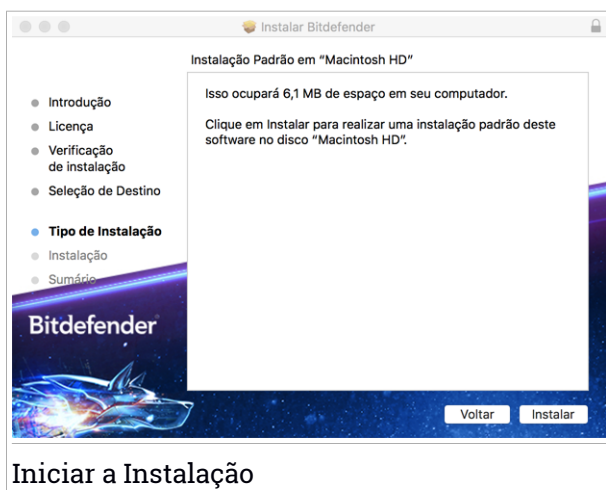 Instalar Bitdefender
Instalação Padrão em “Macintosh HD”
Introdução
Licença
Verificação
de instalação
Seleção de Destino
Tipo de Instalação
Instalação
Sumário
Isso ocupará 6,1 MB de espaço em seu computador.
Clique em Instalar para realizar uma instalação padrão deste
software no disco “Macintosh HD”.
Bitdefender
Voltar
Instalar
Iniciar a Instalação